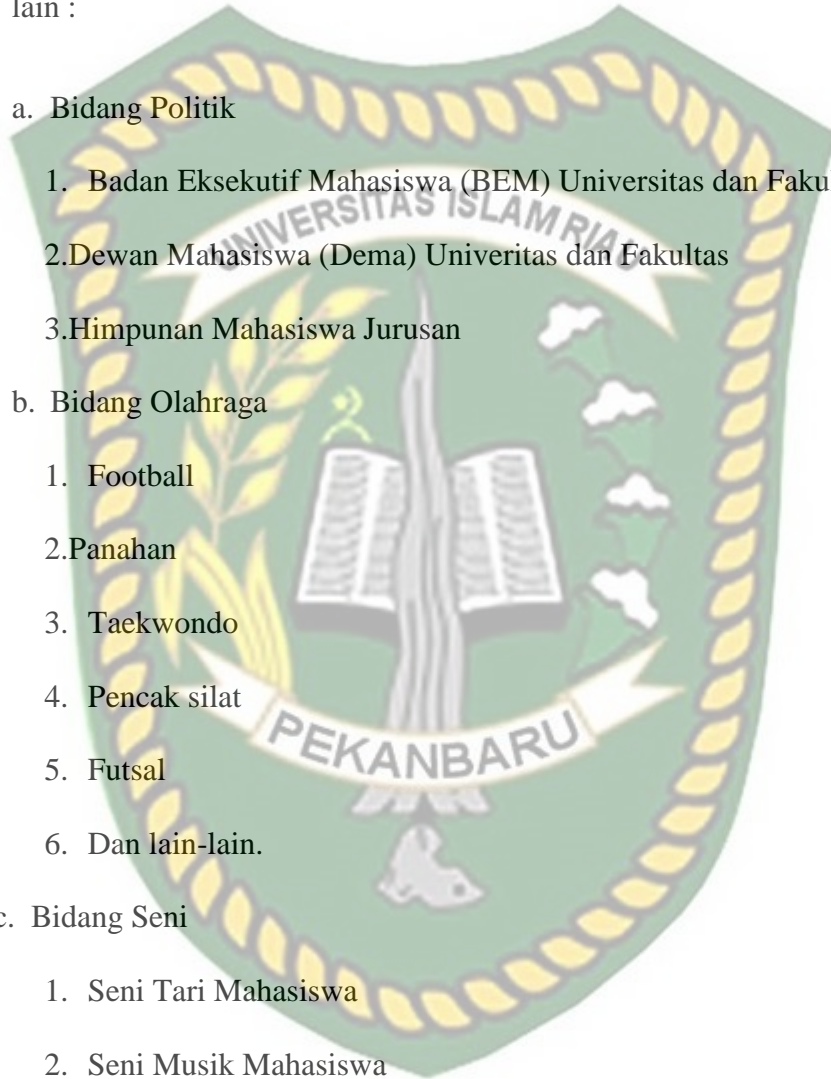 lain :
a. Bidang Politik
1. Badan Eksekutif Mahasiswa (BEM) Universitas dan Faku
UNIVERSITAS ISLAM RIAU
2.Dewan Mahasiswa (Dema) Univeritas dan Fakultas
3.Himpunan Mahasiswa Jurusan
b. Bidang Olahraga
1. Football
2.Panahan
3. Taekwondo
4. Pencak silat
PEKANBARU
5. Futsal
6. Dan lain-lain.
c. Bidang Seni
1. Seni Tari Mahasiswa
2. Seni Musik Mahasiswa